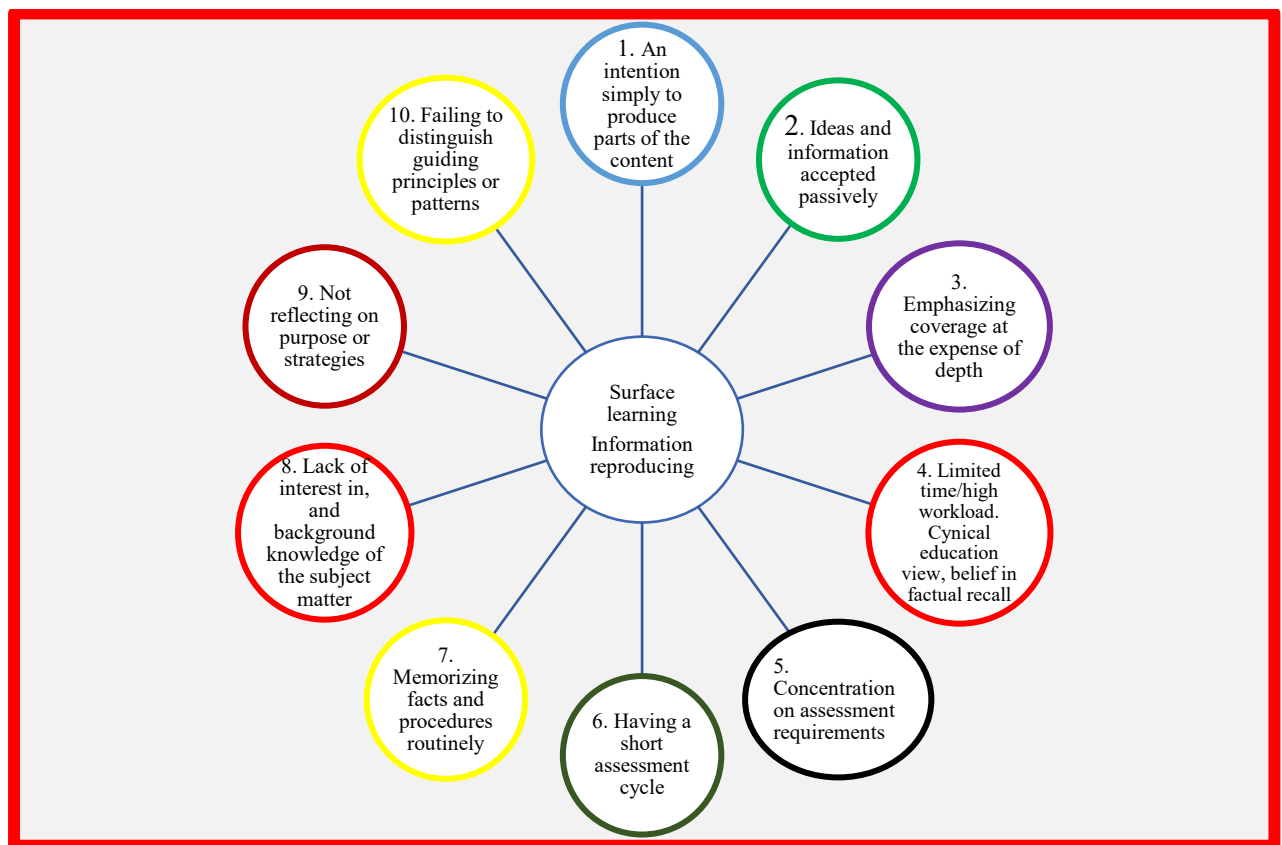 1. An
intention
simply to
produce
parts of the
content
2. Ideas and
information
accepted
passively
3.
Emphasizing
coverage at
the expense of
depth
4. Limited
time/high
workload.
Cynical
education
view, belief in
factual recall
5.
Concentration
on assessment
requirements
6. Having a
short
assessment
cycle
7.
Memorizing
facts and
procedures
routinely
8. Lack of
interest in,
and
background
knowledge of
the subject
matter
9. Not
reflecting on
purpose or
strategies
10. Failing to
distinguish
guiding
principles or
patterns
Surface
learning
Information
reproducing